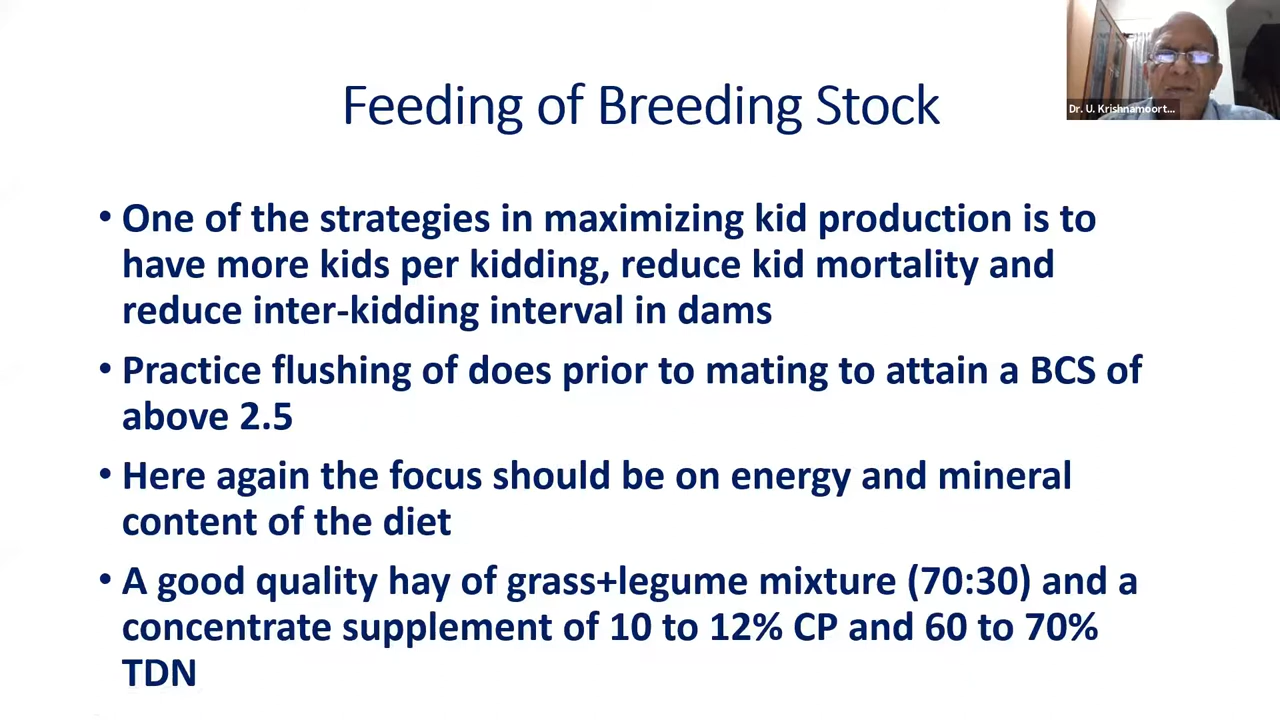 Dr. U. Krishnamoort...
Feeding of Breeding Stock
• One of the strategies in maximizing kid production is to
have more kids per kidding, reduce kid mortality and
reduce inter-kidding interval in dams
• Practice flushing of does prior to mating to attain a BCS of
above 2.5
• Here again the focus should be on energy and mineral
content of the diet
• A good quality hay of grass+legume mixture (70:30) and a
concentrate supplement of 10 to 12% CP and 60 to 70%
TDN